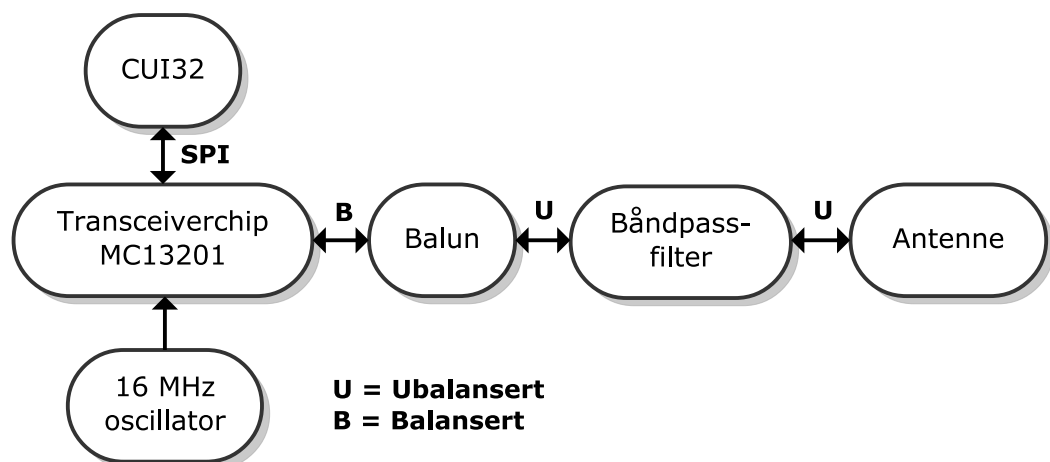 CUI32
SPI
Transceiverchip
MC13201
B
Balun
U
Båndpass-
filter
U
Antenne
16 MHz
oscillator
U = Ubalansert
B = Balansert